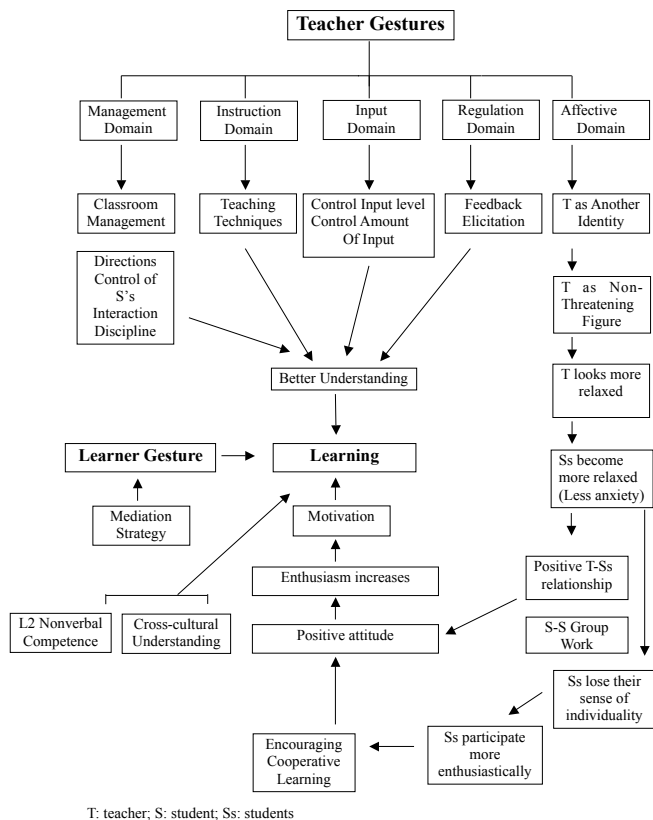 Teacher Gestures
Management
Domain
Instruction
Domain
Input
Domain
Regulation
Domain
Affective
Domain
Classroom
Management
Teaching
Techniques
Control Input level
Control Amount
Of Input
Feedback
Elicitation
T as Another
Identity
Directions
Control of
S's
Interaction
Discipline
T as Non-
Threatening
Figure
Better Understanding
T looks more
relaxed
Learner Gesture
Learning
Ss become
more relaxed
(Less anxiety)
Mediation
Strategy
Motivation
Enthusiasm increases
Positive T-Ss
relationship
L2 Nonverbal
Competence
Cross-cultural
Understanding
Positive attitude
S-S Group
Work
Ss lose their
sense of
individuality
Encouraging
Cooperative
Learning
Ss participate
more
enthusiastically
T: teacher; S: student; Ss: students